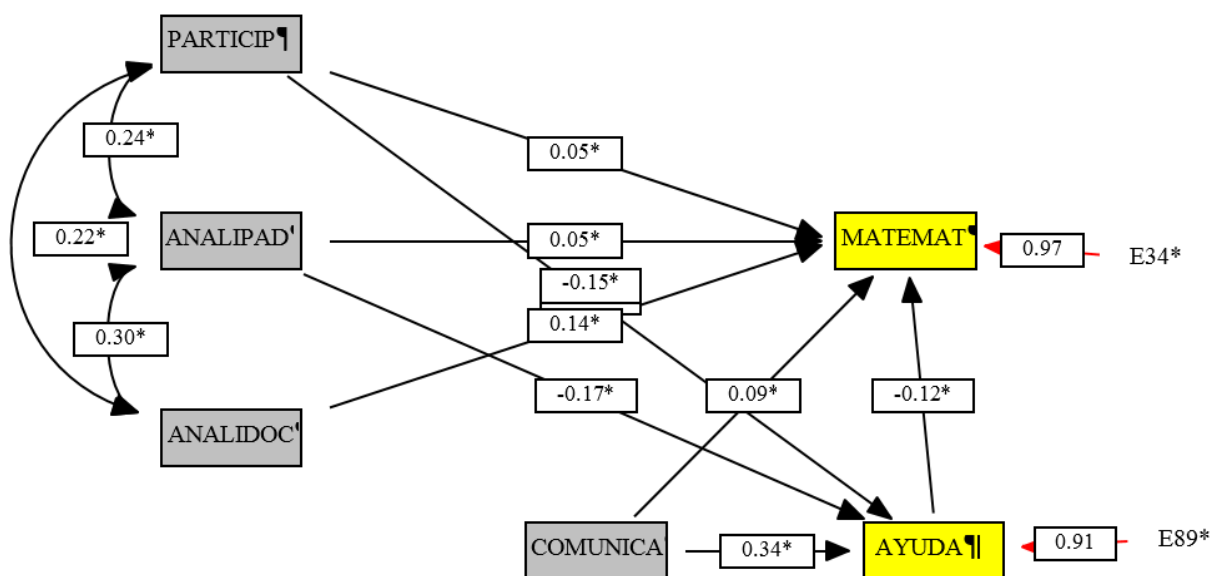 PARTICIP¶
0.24*
0.05*
0.22*
ANALIPAD
0.05*
MATEMAT
0.97
E34*
-0.15*
0.30*
0.14*
-0.17*
0.09*
-0.12*
ANALIDOC
COMUNICA
0.34*
AYUDA¶
0.91
E89*